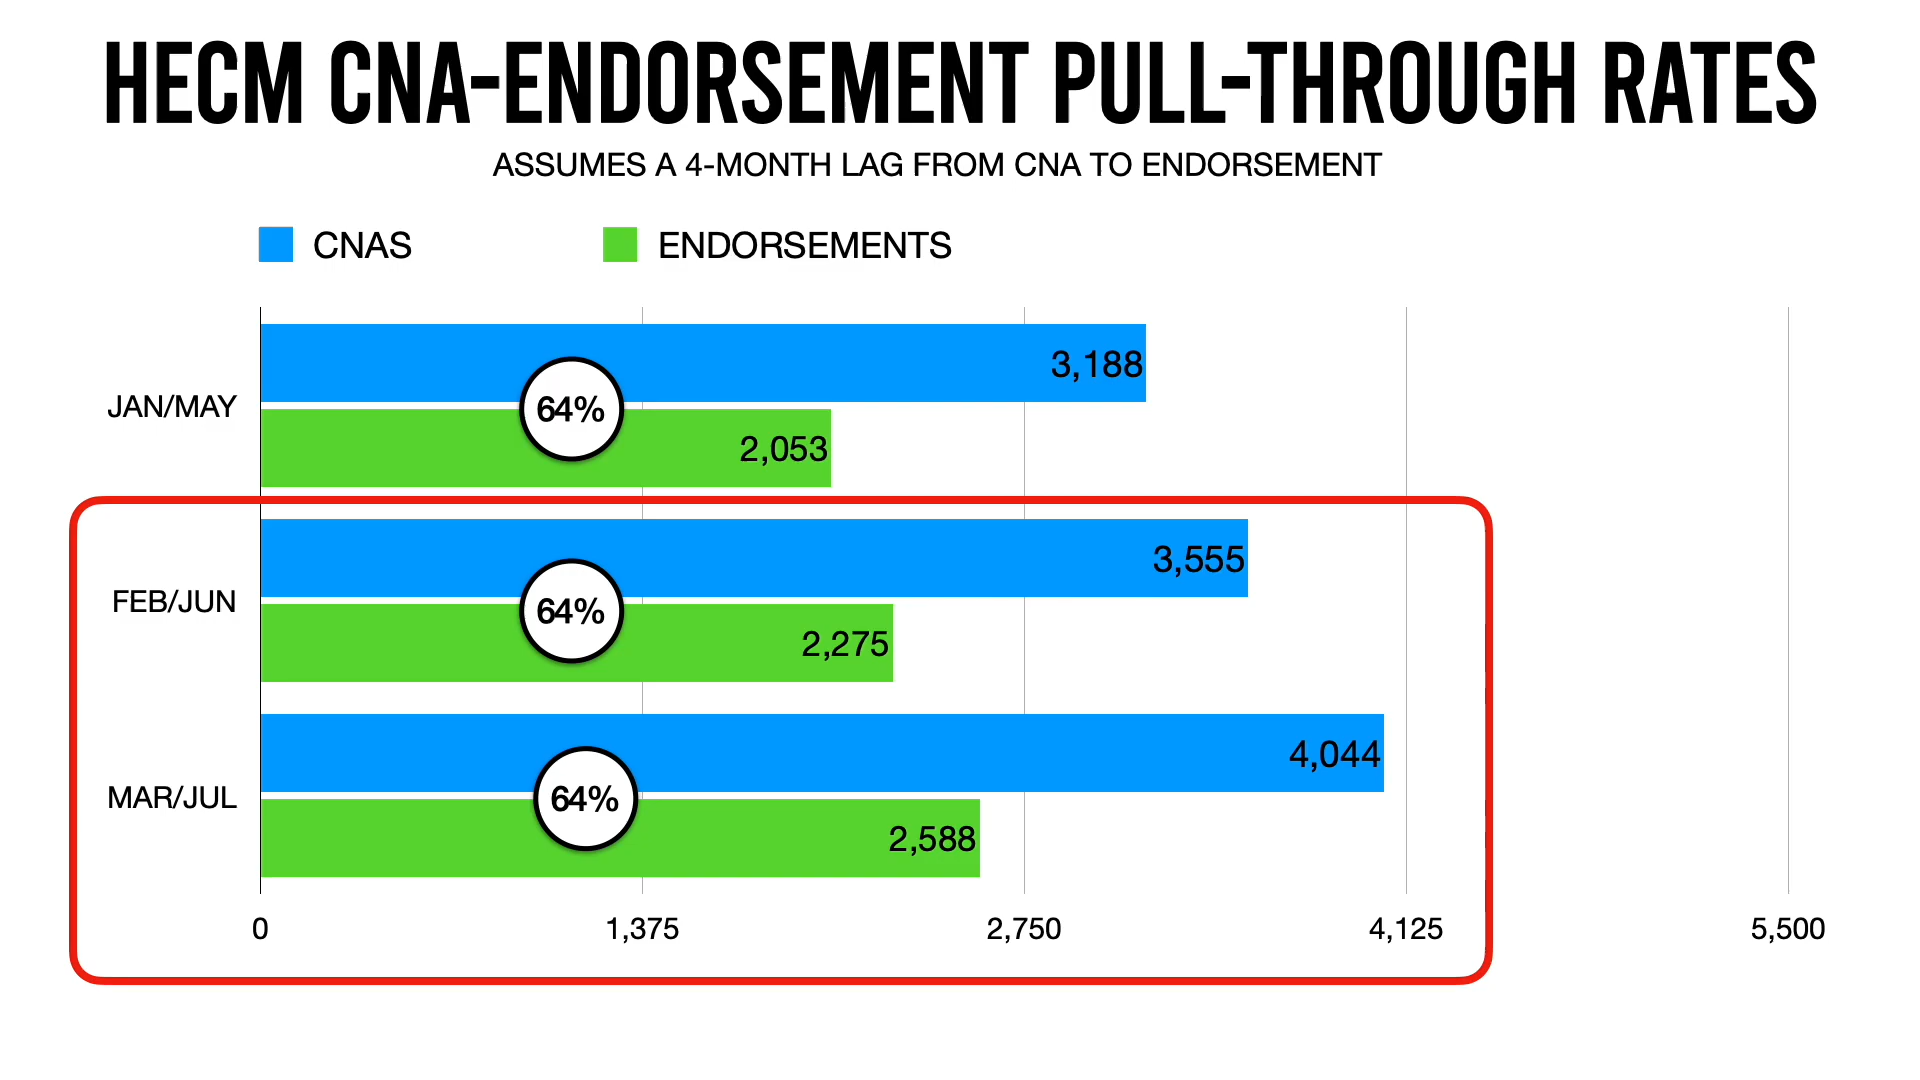 HECM CNA-ENDORSEMENT PULL-THROUGH RATES
ASSUMES A 4-MONTH LAG FROM CNA TO ENDORSEMENT
CNAS ENDORSEMENTS
3,188
JAN/MAY 64%
2,053
3,555
FEB/JUN 64%
2,275
4,044
MAR/JUL 64%
2,588
0 1,375 2,750 4,125 5,500